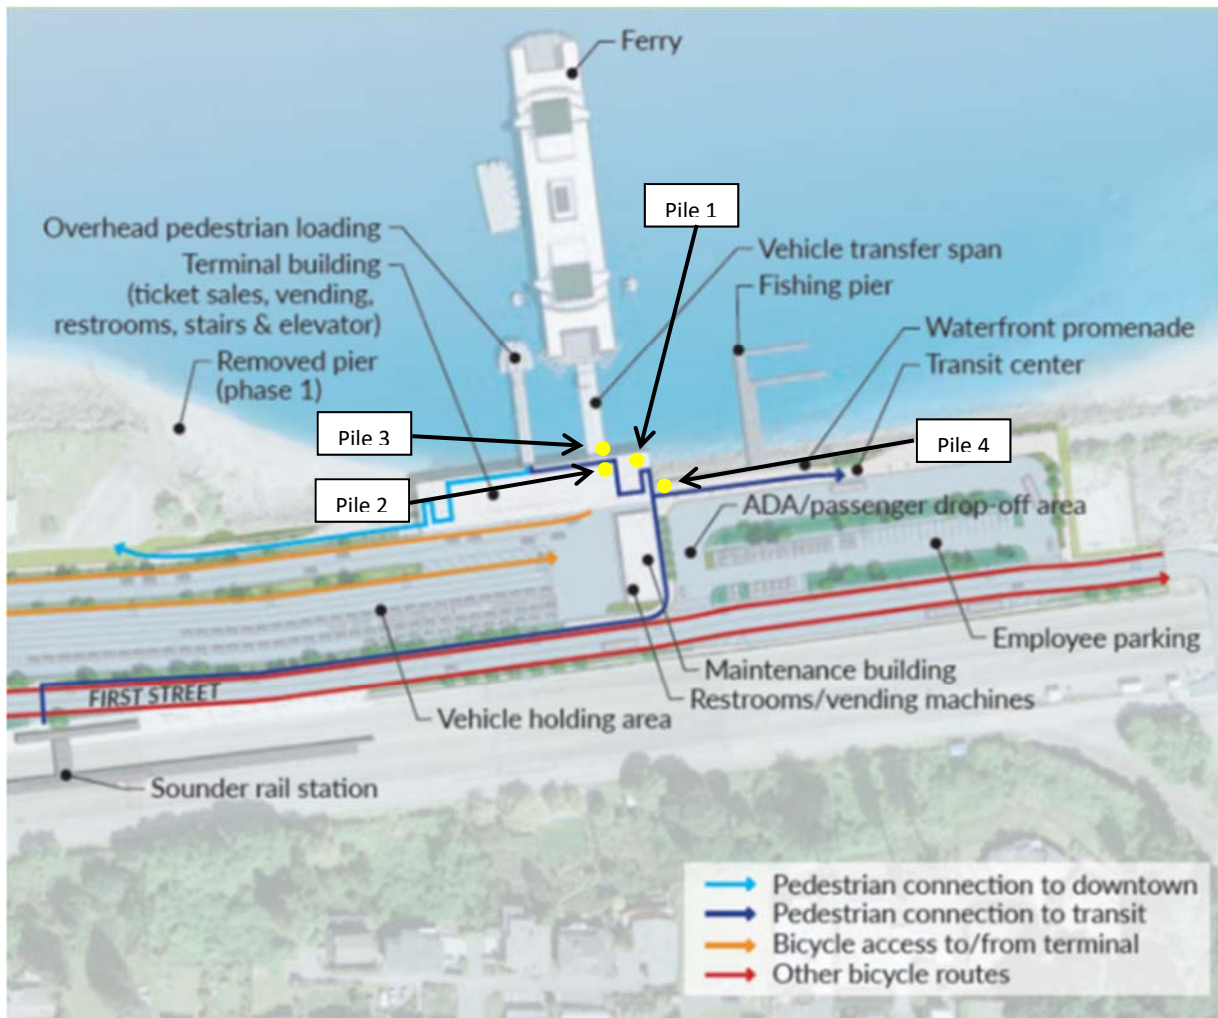 Ferry
Pile 1
Overhead pedestrian loading
Terminal building
(ticket sales, vending,
restrooms, stairs & elevator)
Vehicle transfer span
Fishing pier
Waterfront promenade
Transit center
Removed pier
(phase 1)
Pile 3
Pile 4
Pile 2
ADA/passenger drop-off area
Employee parking
Maintenance building
Restrooms/vending machines
FIRST STREET
Vehicle holding area
Sounder rail station
Pedestrian connection to downtown
Pedestrian connection to transit
Bicycle access to/from terminal
Other bicycle routes